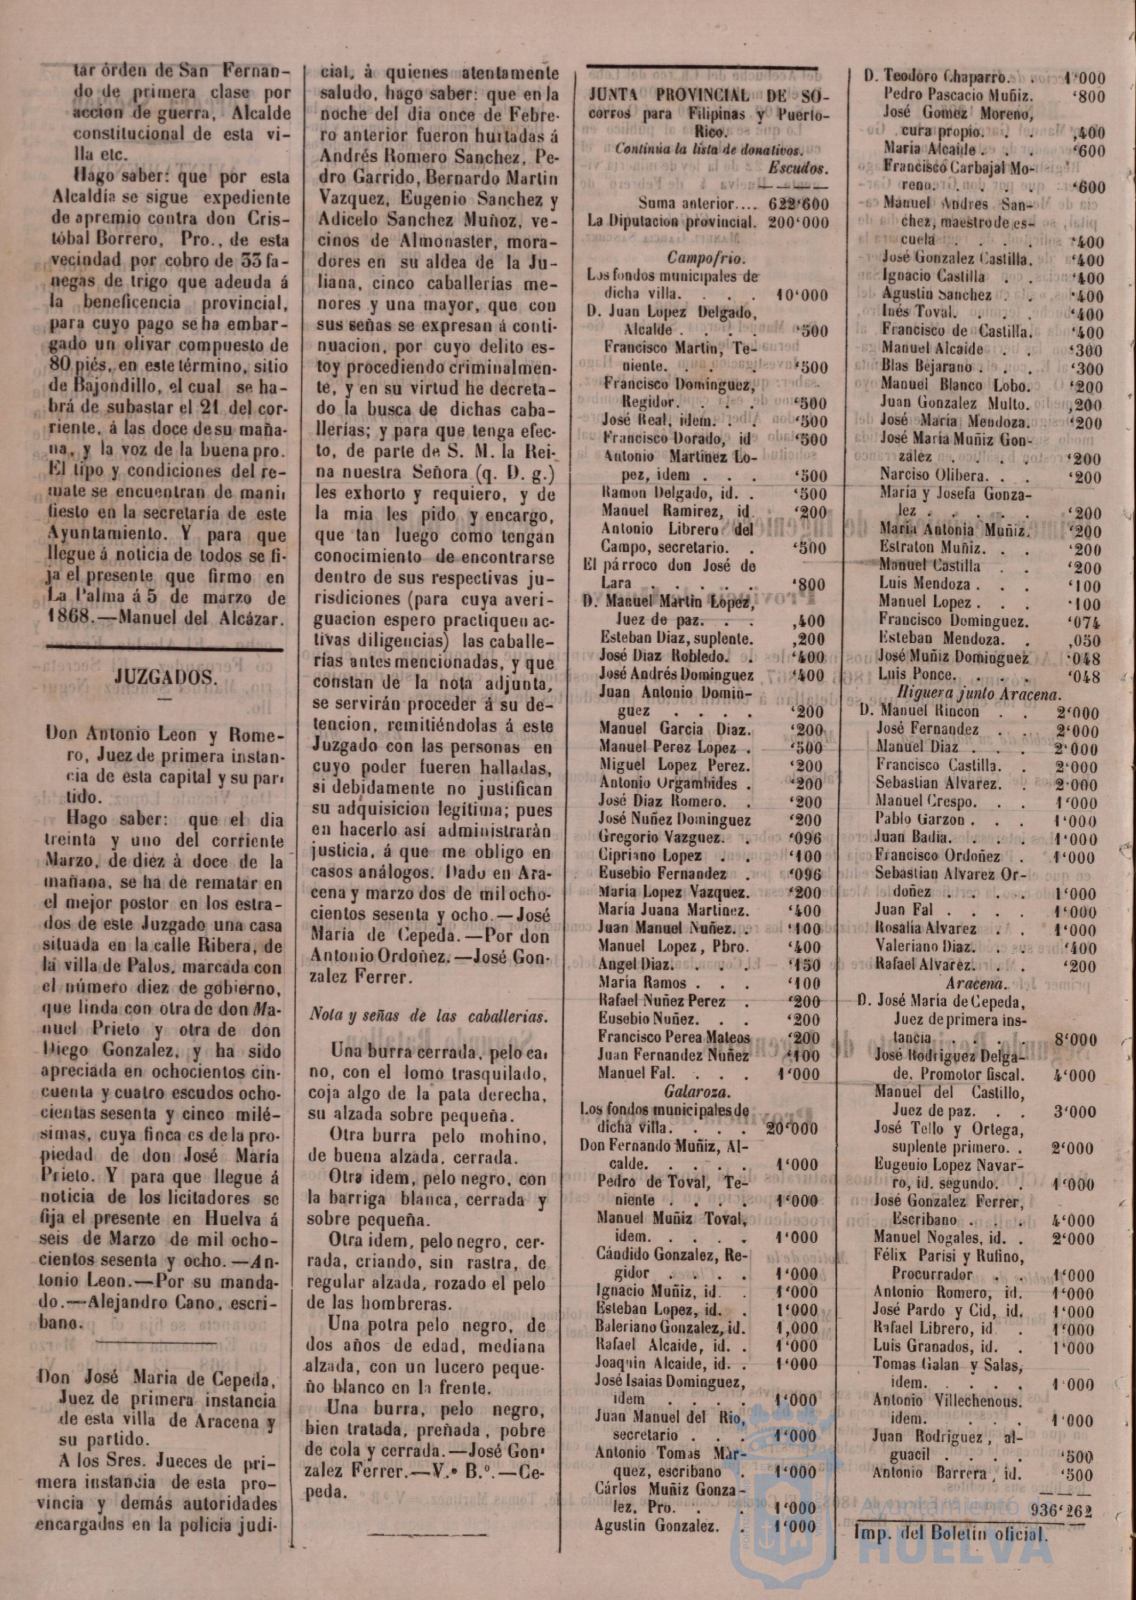 tar órden de San Fernan-
do de primera clase por
accion de guerra, Alcalde
constitucional de esta vi-
lla etc.
Hago saber: que por esta
Alcaldía se sigue expediente
de apremio contra don Cris-
tóbal Borrero, Pro., de esta
vecindad por cobro de 33 fa-
negas de trigo que adeuda á
la beneficencia provincial,
para cuyo pago se ha embar-
gado un olivar compuesto de
80 piés, en este término, sitio
de Bajondillo, el cual se ha-
brá de subastar el 21 del cor-
riente, á las doce de su maña-
na, y la voz de la buena pro.
El tipo y condiciones del re-
mate se encuentran de mani
fiesto en la secretaría de este
Ayuntamiento. Y para que
llegue á noticia de todos se fi-
ja el presente que firmo en
La Palma á 5 de marzo de
1868.—Manuel del Alcázar.
JUZGADOS.
Don Antonio Leon y Rome-
ro, Juez de primera instan-
cia de esta capital y su par
tido.
Hago saber: que el dia
treinta y uno del corriente
Marzo, de diez à doce de la
mañana, se ha de rematar en
el mejor postor en los estra-
dos de este Juzgado una casa
situada en la calle Ribera, de
la villa de Palos, marcada con
el número diez de gobierno,
que linda con otra de don Ma-
nuel Prieto y otra de don
Diego Gonzalez, y ha sido
apreciada en ochocientos cin-
cuenta y cuatro escudos ocho-
cientas sesenta y cinco milé-
simas, cuya finca es de la pro-
piedad de don José María
Prieto. Y para que llegue á
noticia de los licitadores se
fija el presente en Huelva á
seis de Marzo de mil ocho-
cientos sesenta y ocho.—An-
tonio Leon.—Por su manda-
do.—Alejandro Cano, escri-
bano.
Don José Maria de Cepeda,
Juez de primera instancia
de esta villa de Aracena y
su partido.
A los Sres. Jueces de pri-
mera instancia de esta pro-
vincia y demás autoridades
encargadas en la policia judi-
cial, á quienes atentamente
saludo, hago saber: que en la
noche del dia once de Febre-
ro anterior fueron hurtadas á
Andrés Romero Sanchez, Pe-
dro Garrido, Bernardo Martin
Vazquez, Eugenio Sanchez y
Adicelo Sanchez Muñoz, ve-
cinos de Almonaster, mora-
dores en su aldea de la Ju-
liana, cinco caballerías me-
nores y una mayor, que con
sus señas se expresan á conti-
nuacion, por cuyo delito es-
toy procediendo criminalmen-
te, y en su virtud he decreta-
do la busca de dichas caba-
llerías; y para que tenga efec-
to, de parte de S. M. la Rei-
na nuestra Señora (q. D. g.)
les exhorto y requiero, y de
la mia les pido y encargo,
que tan luego como tengan
conocimiento de encontrarse
dentro de sus respectivas ju-
risdiciones (para cuya averi-
guacion espero practiquen ac-
tivas diligencias) las caballe-
rías antes mencionadas, y que
constan de la nota adjunta,
se servirán proceder á su de-
tencion, remitiéndolas á este
Juzgado con las personas en
cuyo poder fueren halladas,
si debidamente no justifican
su adquisicion legítima; pues
en hacerlo así administrarán
justicia, á que me obligo en
casos análogos. Dado en Ara-
cena y marzo dos de mil ocho-
cientos sesenta y ocho.—José
María de Cepeda.—Por don
Antonio Ordoñez.—José Gon-
zalez Ferrer.
Nota y señas de las caballerias.
Una burra cerrada, pelo ca
no, con el lomo trasquilado,
coja algo de la pata derecha,
su alzada sobre pequeña.
Otra burra pelo mohino,
de buena alzada, cerrada.
Otra idem, pelo negro, con
la barriga blanca, cerrada y
sobre pequeña.
Otra idem, pelo negro, cer-
rada, criando, sin rastra, de
regular alzada, rozado el pelo
de las hombreras.
Una potra pelo negro, de
dos años de edad, mediana
alzada, con un lucero peque-
ño blanco en la frente.
Una burra, pelo negro,
bien tratada, preñada, pobre
de cola y cerrada.—José Gon
zalez Ferrer.—V.º B.º.—Ce-
peda.
JUNTA PROVINCIAL DE SO-
corros para Filipinas y Puerto-
Rico.
Continúa la lista de donativos.
Escudos.
Suma anterior.... 622‘600
La Diputacion provincial. 200‘000
Campofrio.
Los fondos municipales de
dicha villa. . . . 10‘000
D. Juan Lopez Delgado,
Alcalde . . . . ‘500
Francisco Martin, Te-
niente. . . . . ‘500
Francisco Dominguez,
Regidor. . . . ‘500
José Real, idem. . . ‘500
Francisco Dorado, id ‘500
Antonio Martinez Lo-
pez, idem . . . ‘500
Ramon Delgado, id. . ‘500
Manuel Ramirez, id. ‘200
Antonio Librero del
Campo, secretario. . ‘500
El párroco don José de
Lara . . . . . ‘800
D. Manuel Martin Lopez,
Juez de paz. . . ,400
Esteban Diaz, suplente. ,200
José Diaz Robledo. . ‘400
José Andrés Dominguez ‘400
Juan Antonio Domin-
guez . . . . ‘200
Manuel Garcia Diaz. ‘200
Manuel Perez Lopez . ‘500
Miguel Lopez Perez. ‘200
Antonio Orgambides . ‘200
José Diaz Romero. . ‘200
José Nuñez Dominguez ‘200
Gregorio Vazguez. . ‘096
Cipriano Lopez . . ‘100
Eusebio Fernandez . ‘096
María Lopez Vazquez. ‘200
María Juana Martinez. ‘400
Juan Manuel Nuñez. . ‘100
Manuel Lopez, Pbro. ‘400
Angel Diaz. . . . ‘150
María Ramos . . . ‘100
Rafael Nuñez Perez . ‘200
Eusebio Nuñez. . . ‘200
Francisco Perea Mateos ‘200
Juan Fernandez Nuñez ‘400
Manuel Fal. . . . 1‘000
Galaroza.
Los fondos municipales de
dicha villa. . . . 20‘000
Don Fernando Muñiz, Al-
calde. . . . . 1‘000
Pedro de Toval, Te-
niente . . . . 1‘000
Manuel Muñiz Toval,
idem. . . . . 1‘000
Cándido Gonzalez, Re-
gidor . . . . 1‘000
Ignacio Muñiz, id. . 1‘000
Esteban Lopez, id. . 1‘000
Baleriano Gonzalez, id. 1,000
Rafael Alcaide, id. . 1‘000
Joaquin Alcaide, id. . 1‘000
José Isaias Dominguez,
idem . . . . 1‘000
Juan Manuel del Rio,
secretario . . . 1‘000
Antonio Tomas Mar-
quez, escribano . 1‘000
Cárlos Muñiz Gonza-
lez, Pro. . . . 1‘000
Agustin Gonzalez. . 1‘000
D. Teodoro Chaparro. . 1‘000
Pedro Pascacio Muñiz. ‘800
José Gomez Moreno,
cura propio. . . ,400
Maria Alcaide . . . ‘600
Francisco Carbajal Mo-
reno. . . . . ‘600
Manuel Andrés San-
chez, maestro de es-
cuela . . . . ‘400
José Gonzalez Castilla. ‘400
Ignacio Castilla . . ‘400
Agustin Sanchez . . ‘400
Inés Toval. . . . ‘400
Francisco de Castilla. ‘400
Manuel Alcaide . . ‘300
Blas Bejarano . . . ‘300
Manuel Blanco Lobo. ‘200
Juan Gonzalez Multo. ,200
José María Mendoza. ‘200
José Maria Muñiz Gon-
zález . . . . ‘200
Narciso Olibera. . . ‘200
María y Josefa Gonza-
lez . . . . . ‘200
María Antonia Muñiz. ‘200
Estraton Muñiz. . . ‘200
Manuel Castilla . . ‘200
Luis Mendoza . . . ‘100
Manuel Lopez . . . ‘100
Francisco Dominguez. ‘074
Esteban Mendoza. . ,050
José Muñiz Dominguez ‘048
Luis Ponce. . . . ‘048
Higuera junto Aracena.
D. Manuel Rincon . . 2‘000
José Fernandez . . 2‘000
Manuel Diaz . . . 2‘000
Francisco Castilla. . 2‘000
Sebastian Alvarez. . 2‘000
Manuel Crespo. . . 1‘000
Pablo Garzon . . . 1‘000
Juan Badia. . . . 1‘000
Francisco Ordoñez . 1‘000
Sebastian Alvarez Or-
doñez . . . . 1‘000
Juan Fal . . . . 1‘000
Rosalia Alvarez . . 1‘000
Valeriano Diaz. . . ‘400
Rafael Alvarez. . . ‘200
Aracena.
D. José Maria de Cepeda,
Juez de primera ins-
tancia . . . . 8‘000
José Rodriguez Delga-
de, Promotor fiscal. 4‘000
Manuel del Castillo,
Juez de paz. . . 3‘000
José Tello y Ortega,
suplente primero. . 2‘000
Eugenio Lopez Navar-
ro, id. segundo. . 1‘000
José Gonzalez Ferrer,
Escribano . . . 4‘000
Manuel Nogales, id. . 2‘000
Félix Parisi y Rufino,
Procurrador . . 1‘000
Antonio Romero, id. 1‘000
José Pardo y Cid, id. 1‘000
Rafael Librero, id . 1‘000
Luis Granados, id. . 1‘000
Tomas Galan y Salas,
idem. . . . . 1‘000
Antonio Villechenous.
idem. . . . 1‘000
Juan Rodriguez, al-
guacil . . . . ‘500
Antonio Barrera, id. ‘500
936‘262
Imp. del Boletin oficial.
Ayuntamiento
HUELVA